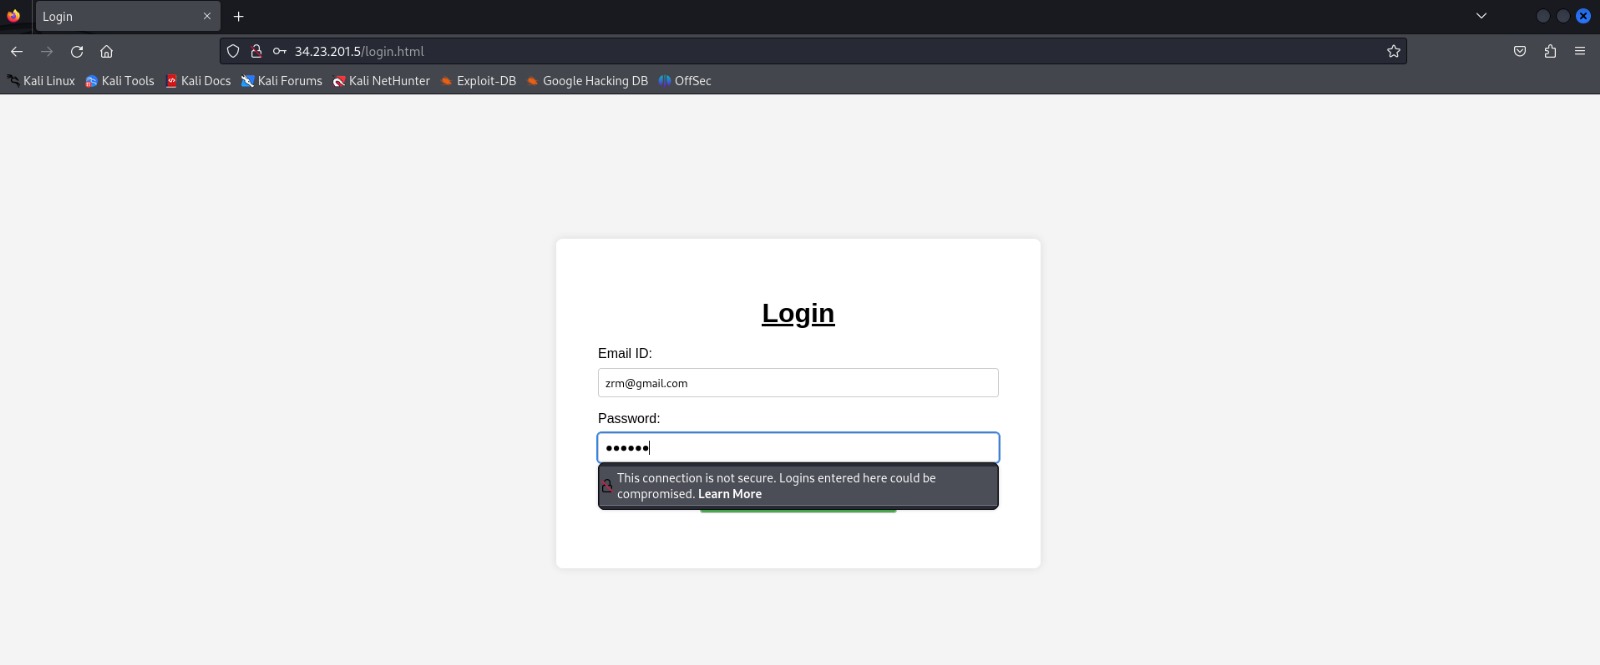 Login
34.23.201.5/login.html
Kali Linux Kali Tools Kali Docs Kali Forums Kali NetHunter Exploit-DB Google Hacking DB OffSec
Login
Email ID:
zrm@gmail.com
Password:
••••••
This connection is not secure. Logins entered here could be
compromised. Learn More